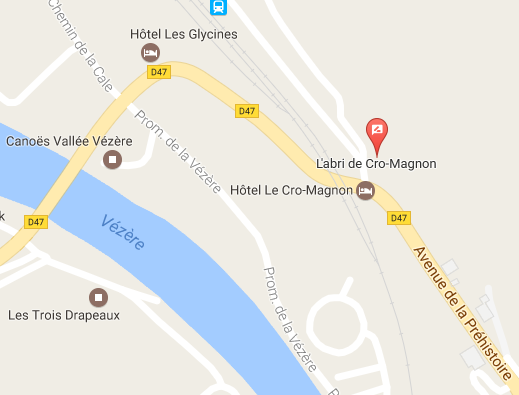 Chemin de la Cale
Hôtel Les Glycines
D47
D47
Canoës Vallée Vézère
Prom. de la Vézère
L'abri de Cro-Magnon
Hôtel Le Cro-Magnon
k
D47
D47
Vézère
Avenue de la Préhistoire
Prom. de la Vézère
Les Trois Drapeaux